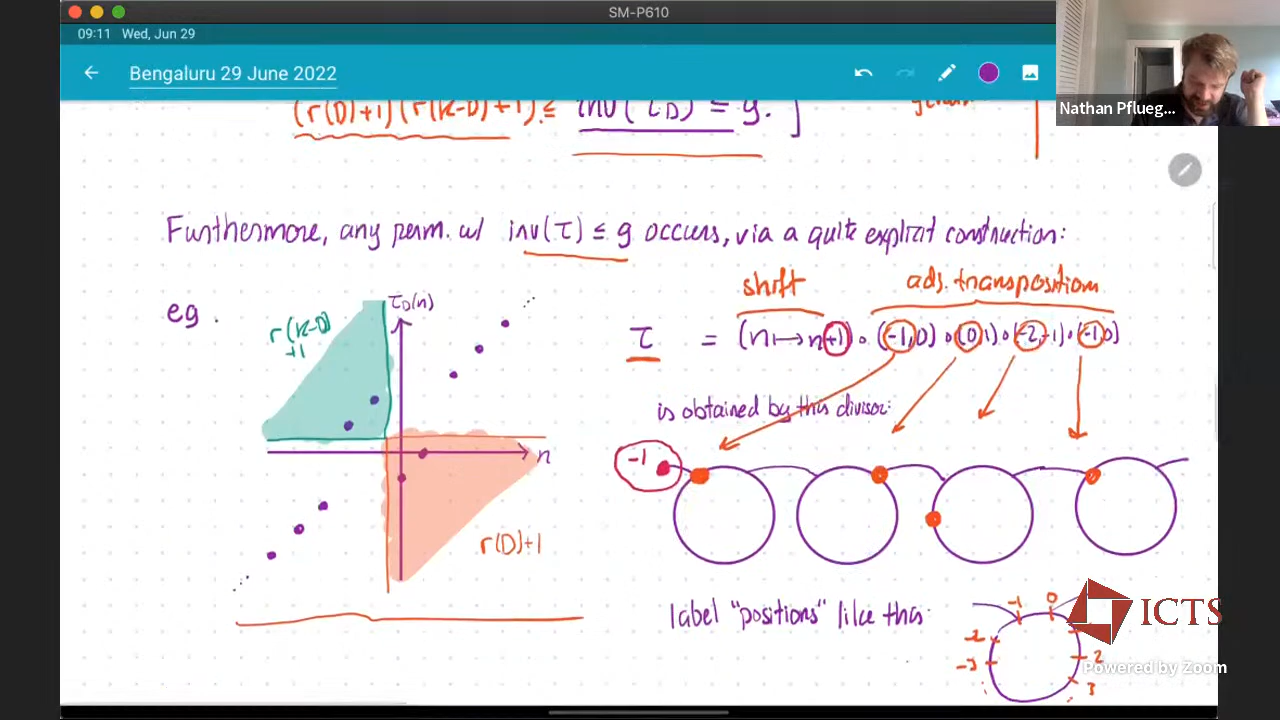 SM-P610
09:11 Wed, Jun 29
Bengaluru 29 June 2022
Nathan Pflueg...
(r(D)+1)(r(K-D)+1) ≤ inv(τ_D) ≤ g. ]
Furthermore, any perm. w/ inv(τ) ≤ g occurs, via a quite explicit construction:
eg.
r(K-D)
+1
τ_D(n)
n
r(D)+1
shift
adj. transposition
τ = (n ↦ n+1) ∘ (-1,0) ∘ (0,1) ∘ (-2,-1) ∘ (-1,0)
is obtained by this divisor:
-1
label "positions" like this:
-1 0
-2
-3
2
3
ICTS
Powered by Zoom